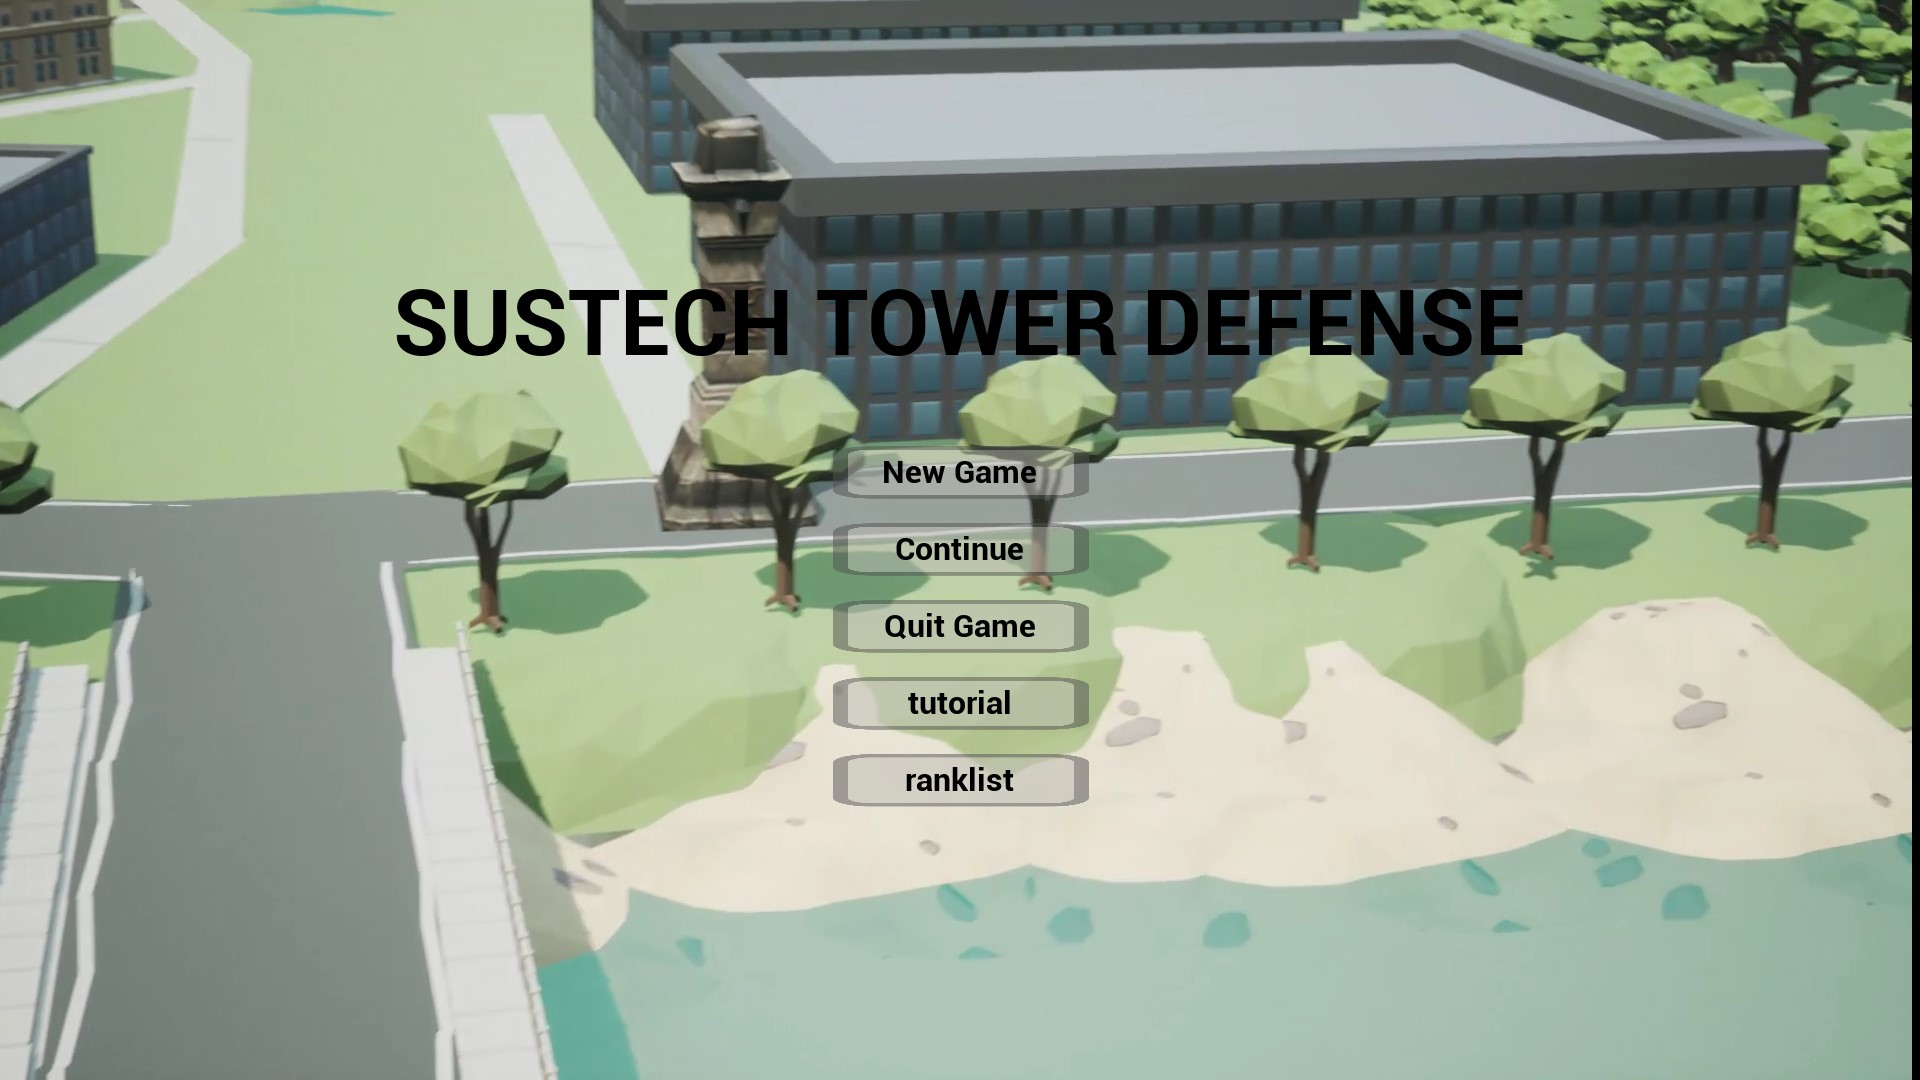 SUSTECH TOWER DEFENSE
New Game
Continue
Quit Game
tutorial
ranklist